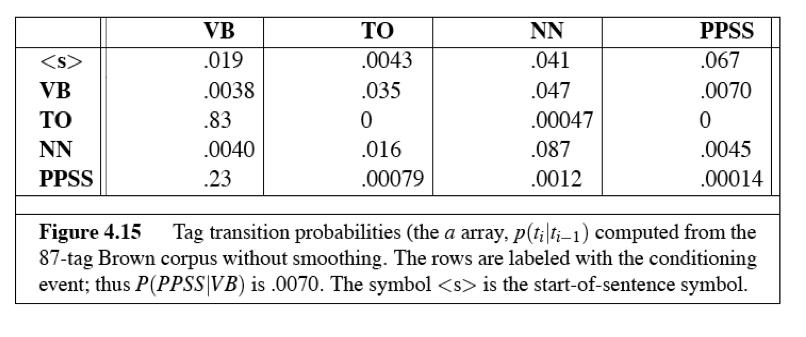 VB TO NN PPSS
<s> .019 .0043 .041 .067
VB .0038 .035 .047 .0070
TO .83 0 .00047 0
NN .0040 .016 .087 .0045
PPSS .23 .00079 .0012 .00014
Figure 4.15 Tag transition probabilities (the a array, p(tᵢ|tᵢ₋₁) computed from the
87-tag Brown corpus without smoothing. The rows are labeled with the conditioning
event; thus P(PPSS|VB) is .0070. The symbol <s> is the start-of-sentence symbol.